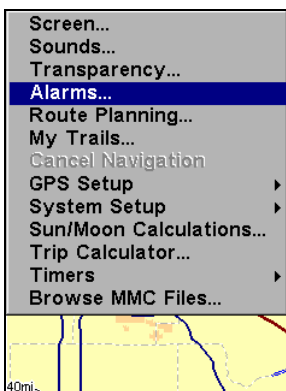 Screen...
Sounds...
Transparency...
Alarms...
Route Planning...
My Trails...
Cancel Navigation
GPS Setup
System Setup
Sun/Moon Calculations...
Trip Calculator...
Timers
Browse MMC Files...
40mi